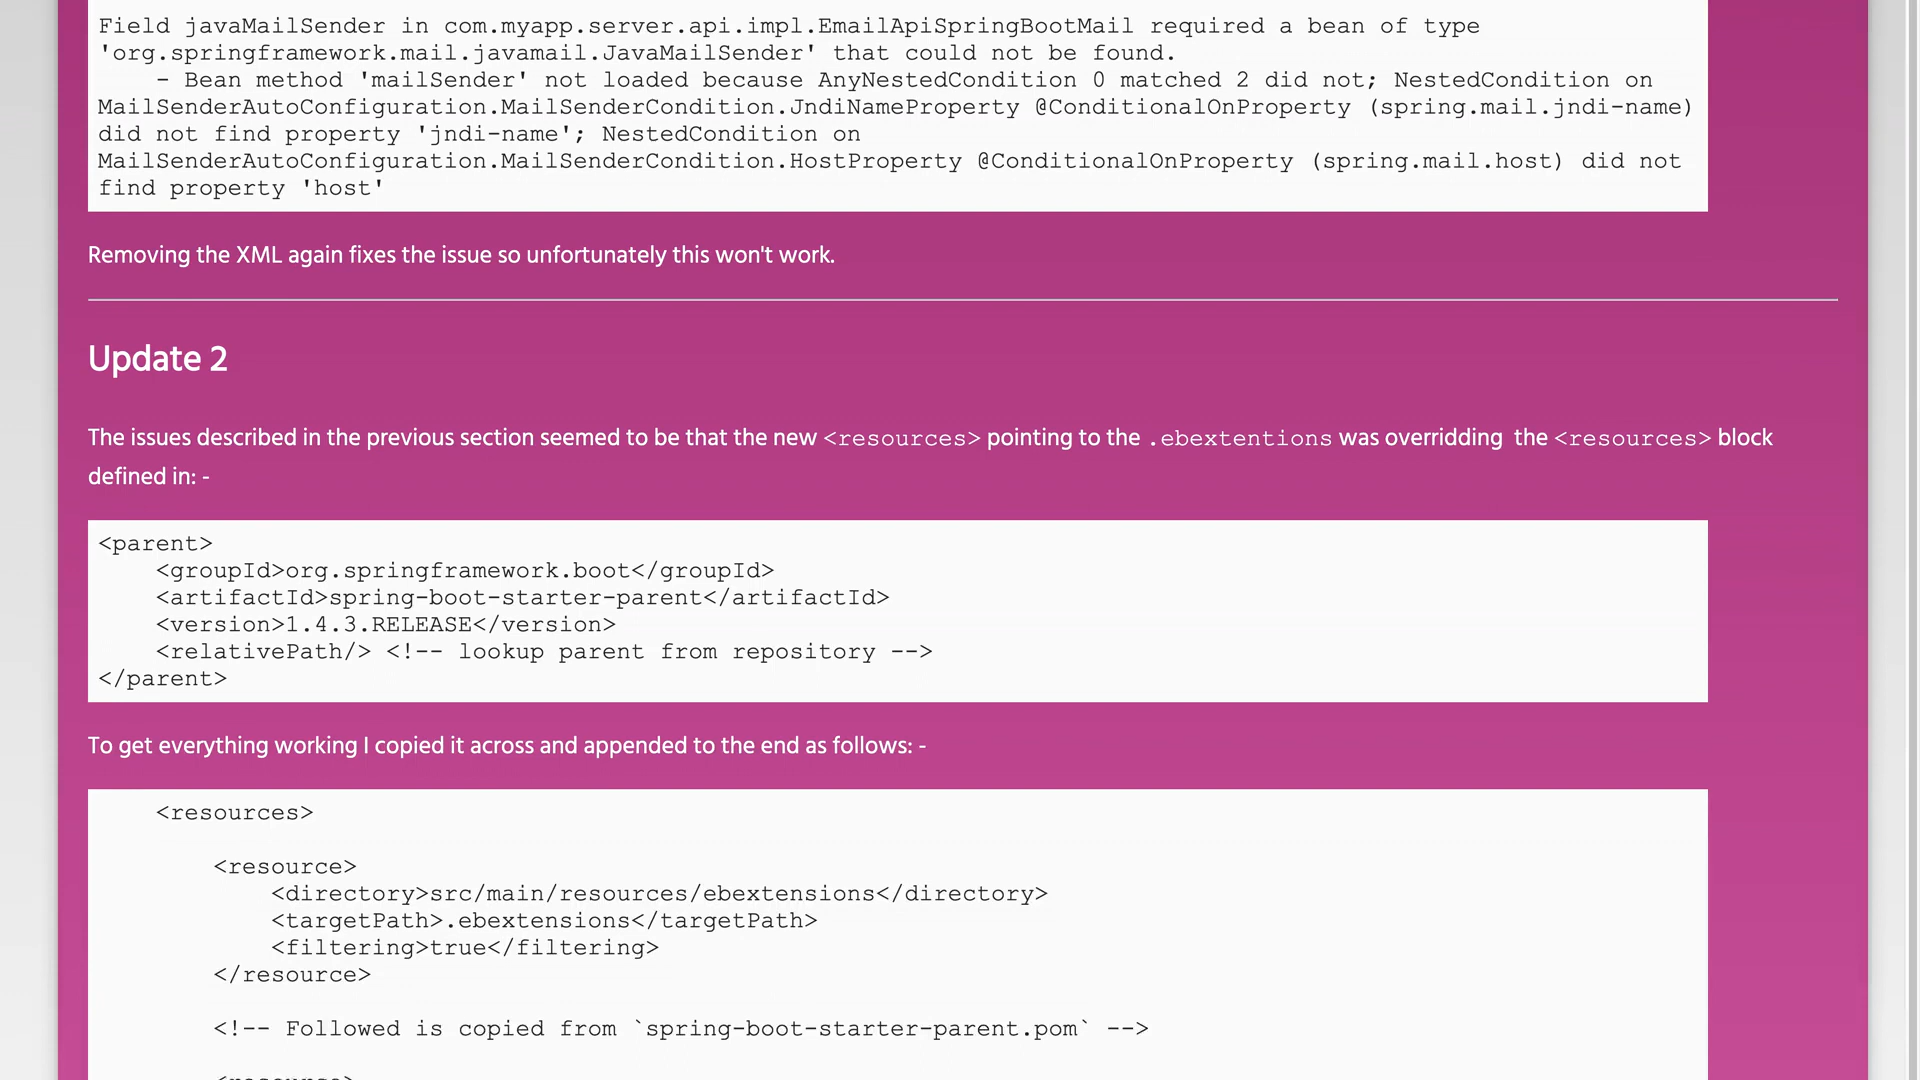 Field javaMailSender in com.myapp.server.api.impl.EmailApiSpringBootMail required a bean of type
'org.springframework.mail.javamail.JavaMailSender' that could not be found.
    - Bean method 'mailSender' not loaded because AnyNestedCondition 0 matched 2 did not; NestedCondition on
MailSenderAutoConfiguration.MailSenderCondition.JndiNameProperty @ConditionalOnProperty (spring.mail.jndi-name)
did not find property 'jndi-name'; NestedCondition on
MailSenderAutoConfiguration.MailSenderCondition.HostProperty @ConditionalOnProperty (spring.mail.host) did not
find property 'host'
Removing the XML again fixes the issue so unfortunately this won't work.
Update 2
The issues described in the previous section seemed to be that the new <resources> pointing to the .ebextentions was overridding the <resources> block
defined in: -
<parent>
    <groupId>org.springframework.boot</groupId>
    <artifactId>spring-boot-starter-parent</artifactId>
    <version>1.4.3.RELEASE</version>
    <relativePath/> <!-- lookup parent from repository -->
</parent>
To get everything working I copied it across and appended to the end as follows: -
    <resources>
        <resource>
            <directory>src/main/resources/ebextensions</directory>
            <targetPath>.ebextensions</targetPath>
            <filtering>true</filtering>
        </resource>
        <!-- Followed is copied from `spring-boot-starter-parent.pom` -->